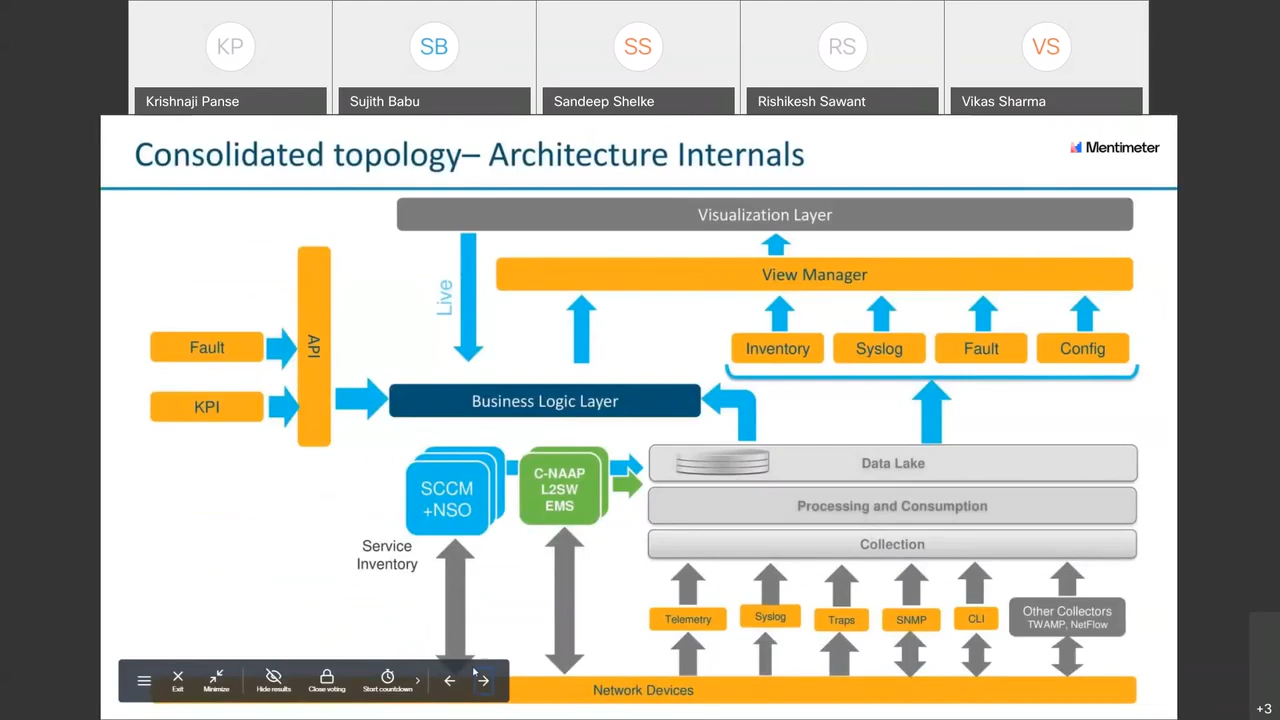 KP
SB
SS
RS
VS
Krishnaji Panse
Sujith Babu
Sandeep Shelke
Rishikesh Sawant
Vikas Sharma
Consolidated topology– Architecture Internals
Mentimeter
Visualization Layer
Live
View Manager
API
Fault
KPI
Inventory
Syslog
Fault
Config
Business Logic Layer
SCCM
+NSO
C-NAAP
L2SW
EMS
Data Lake
Processing and Consumption
Collection
Service
Inventory
Telemetry
Syslog
Traps
SNMP
CLI
Other Collectors
TWAMP, NetFlow
Exit
Minimize
Hide results
Close voting
Start countdown
Network Devices
+3